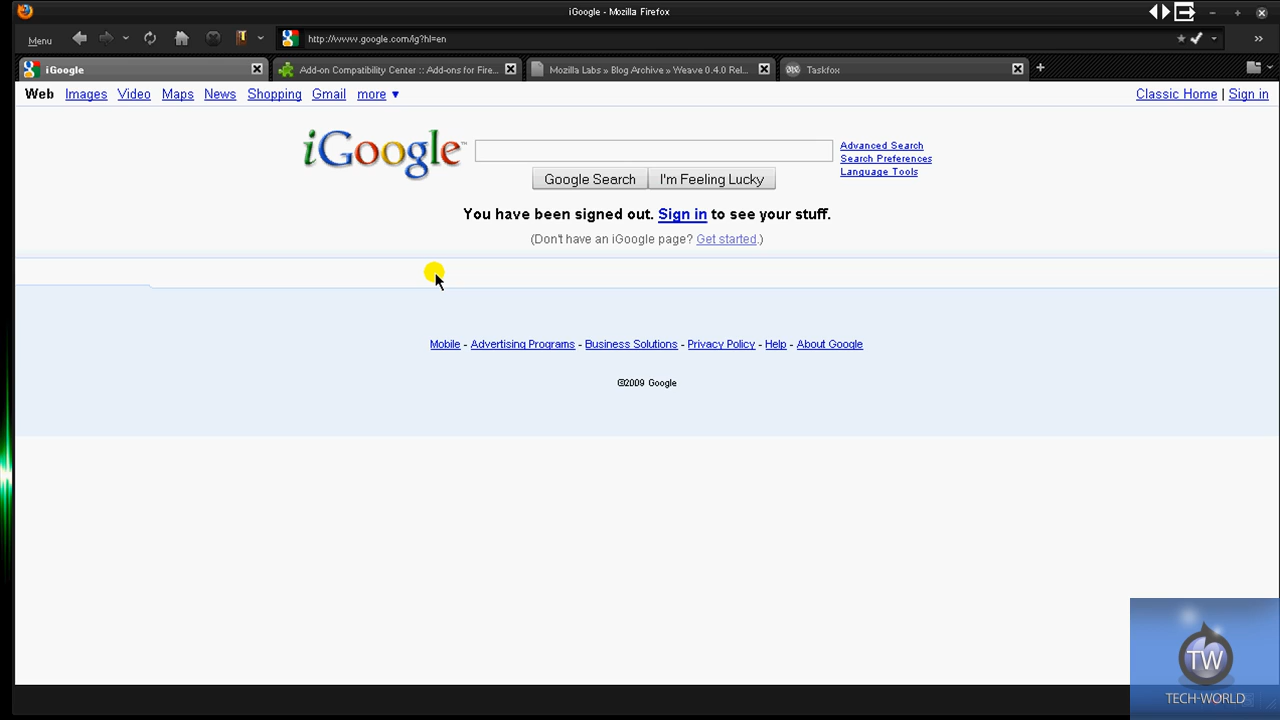 iGoogle - Mozilla Firefox
Menu
http://www.google.com/ig?hl=en
iGoogle
Add-on Compatibility Center :: Add-ons for Fire...
Mozilla Labs » Blog Archive » Weave 0.4.0 Rel...
Taskfox
Web Images Video Maps News Shopping Gmail more ▼
Classic Home | Sign in
iGoogle™
Advanced Search
Search Preferences
Language Tools
Google Search
I'm Feeling Lucky
You have been signed out. Sign in to see your stuff.
(Don't have an iGoogle page? Get started.)
Mobile - Advertising Programs - Business Solutions - Privacy Policy - Help - About Google
©2009 Google
TW
TECH-WORLD